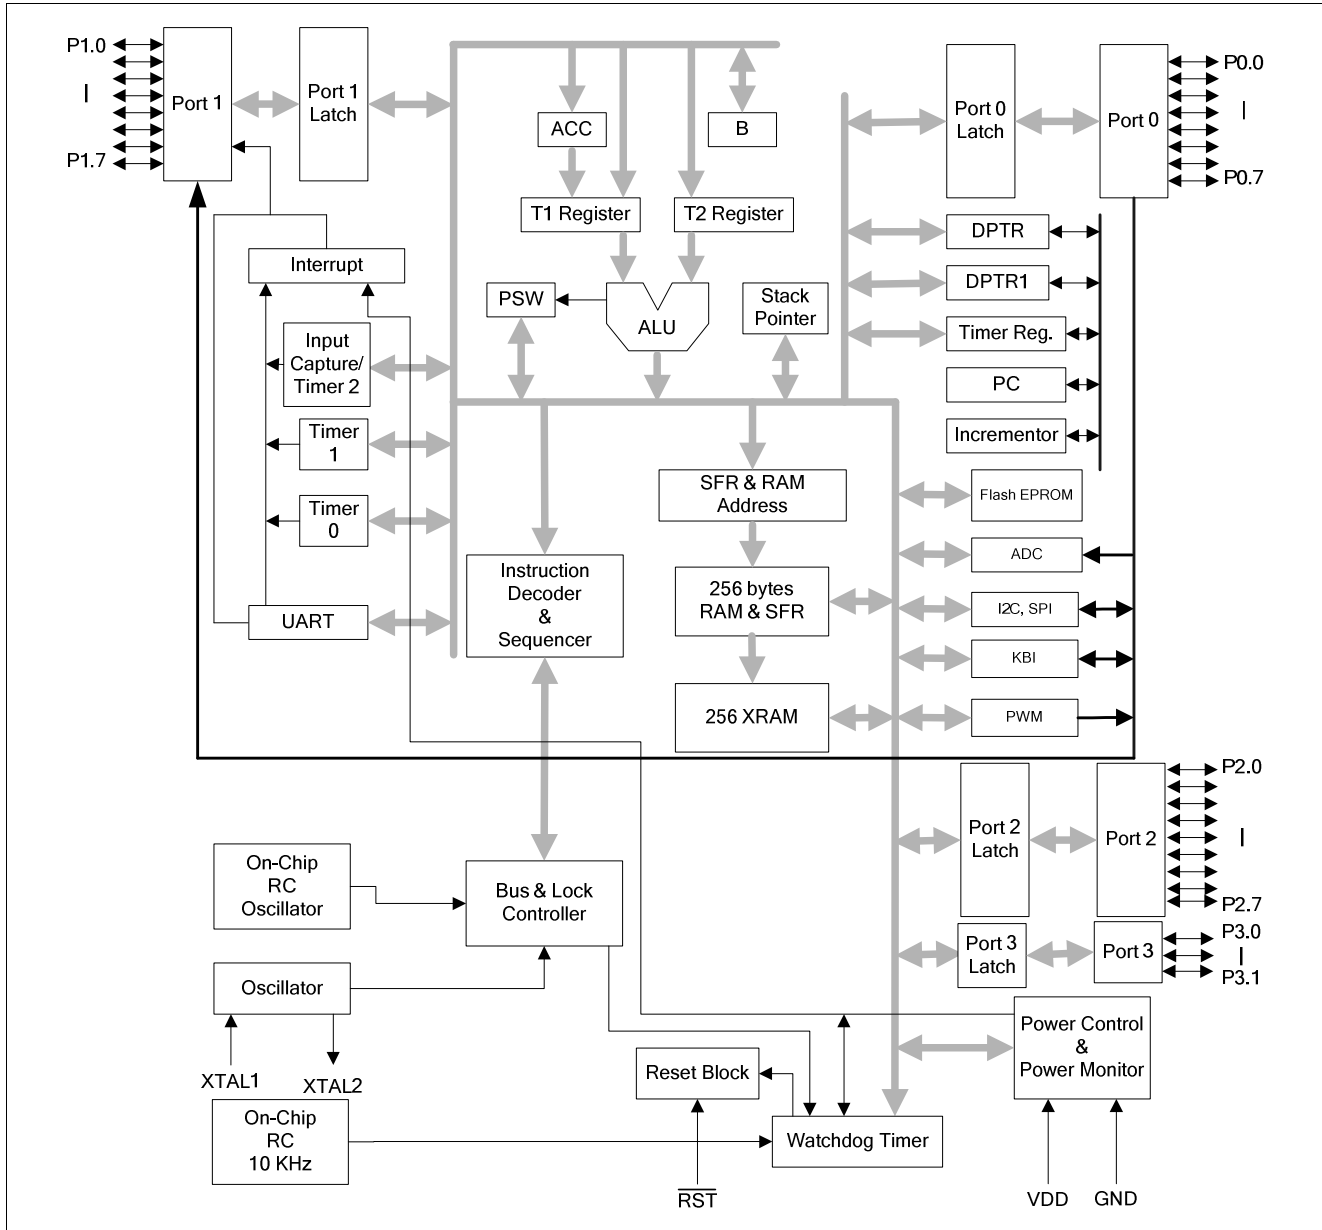 P1.0
P1.7
Port 1
Port 1
Latch
ACC
B
Port 0
Latch
Port 0
P0.0
P0.7
T1 Register
T2 Register
DPTR
Interrupt
DPTR1
PSW
ALU
Stack
Pointer
Timer Reg.
Input
Capture/
Timer 2
PC
Incrementor
Timer
1
SFR & RAM
Address
Flash EPROM
Timer
0
ADC
Instruction
Decoder
&
Sequencer
256 bytes
RAM & SFR
I2C, SPI
UART
KBI
256 XRAM
PWM
P2.0
Port 2
Latch
Port 2
P2.7
On-Chip
RC
Oscillator
Bus & Lock
Controller
Port 3
Latch
Port 3
P3.0
P3.1
Oscillator
XTAL1
XTAL2
Power Control
&
Power Monitor
Reset Block
On-Chip
RC
10 KHz
Watchdog Timer
RST
VDD
GND